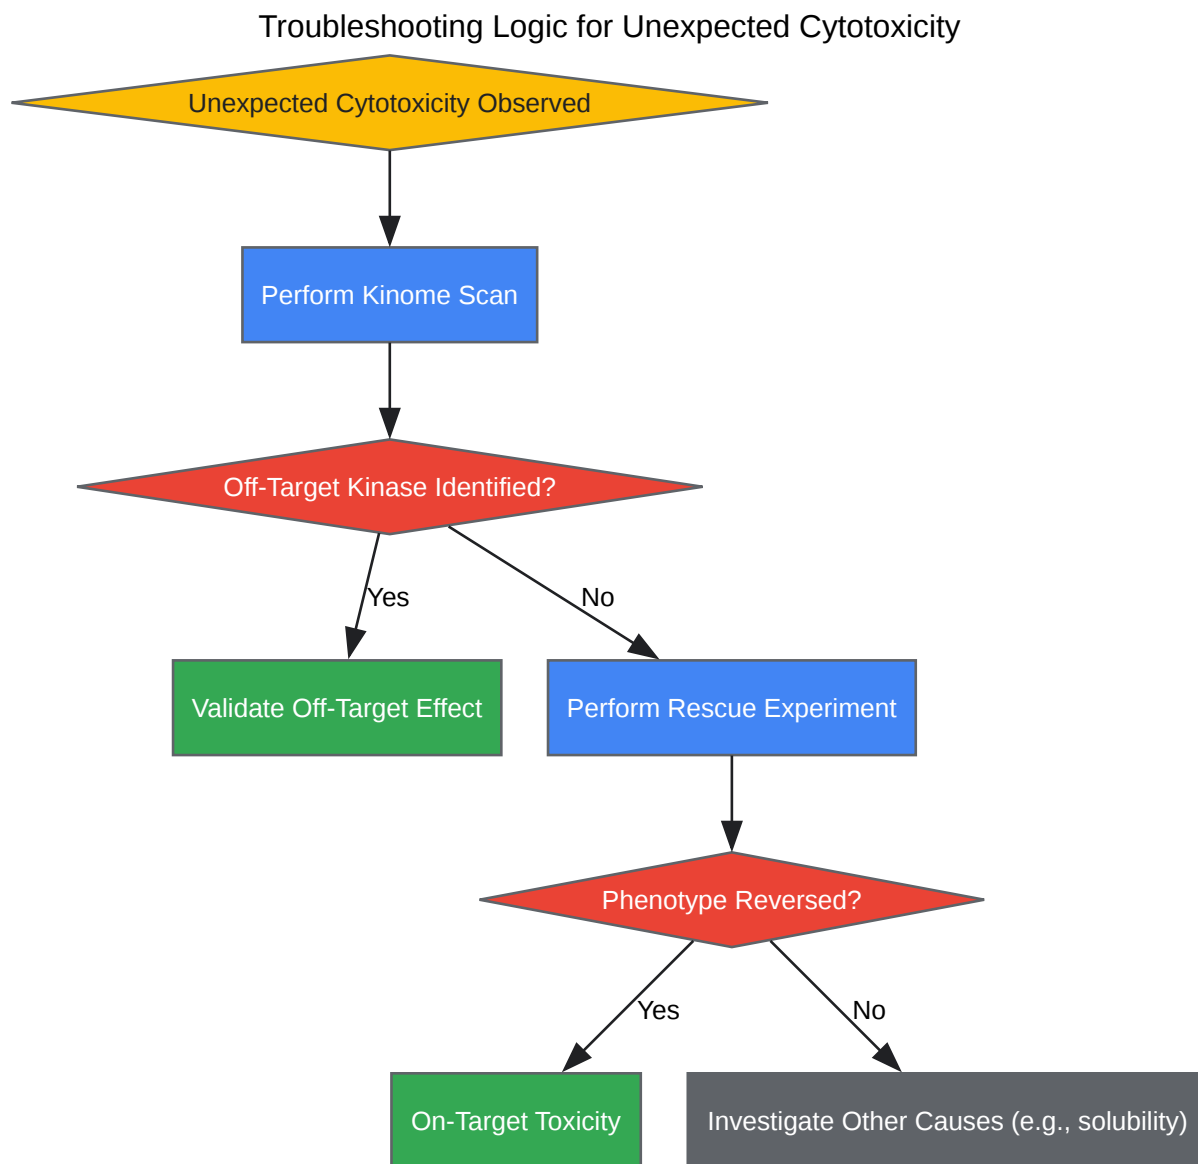 Troubleshooting Logic for Unexpected Cytotoxicity
Unexpected Cytotoxicity Observed
Perform Kinome Scan
Off-Target Kinase Identified?
Yes
No
Validate Off-Target Effect
Perform Rescue Experiment
Phenotype Reversed?
Yes
No
On-Target Toxicity
Investigate Other Causes (e.g., solubility)